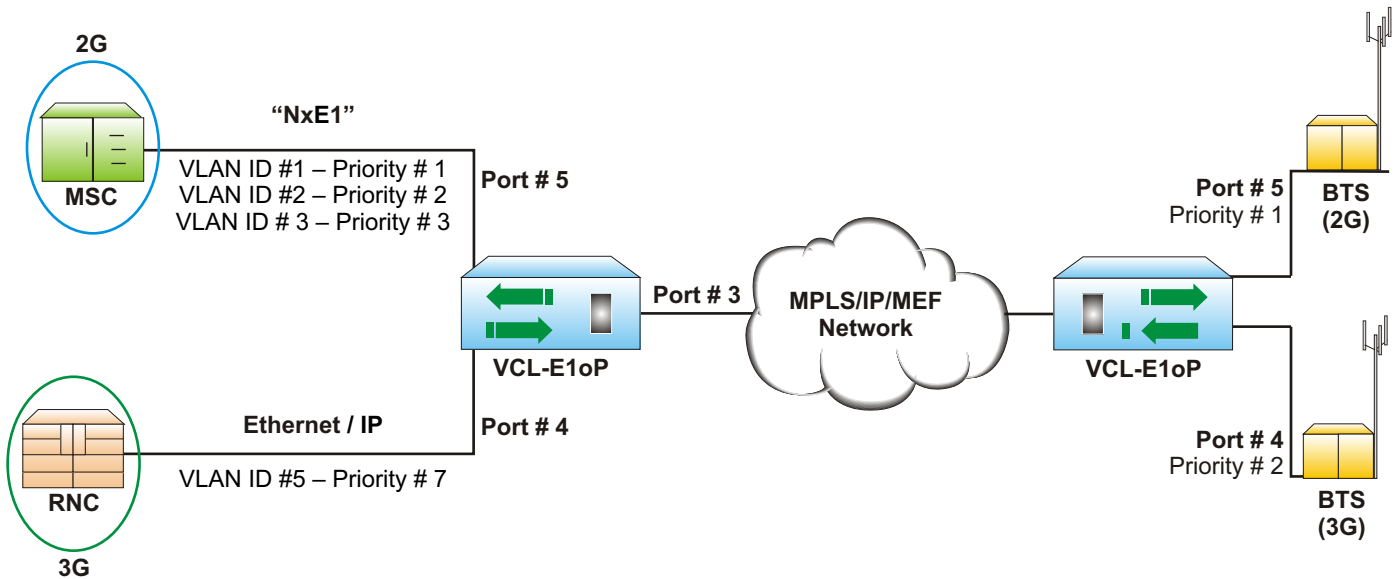 2G
“NxE1”
MSC
VLAN ID #1 – Priority # 1
VLAN ID #2 – Priority # 2
VLAN ID # 3 – Priority # 3
Port # 5
VCL-E1oP
Port # 3
MPLS/IP/MEF
Network
VCL-E1oP
Port # 5
Priority # 1
BTS
(2G)
Ethernet / IP
Port # 4
VLAN ID #5 – Priority # 7
RNC
3G
Port # 4
Priority # 2
BTS
(3G)